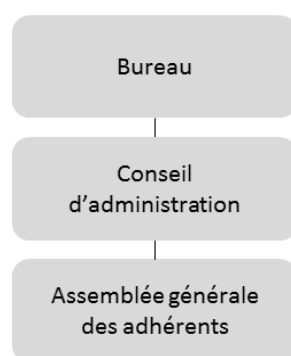 Bureau
Conseil
d’administration
Assemblée générale
des adhérents